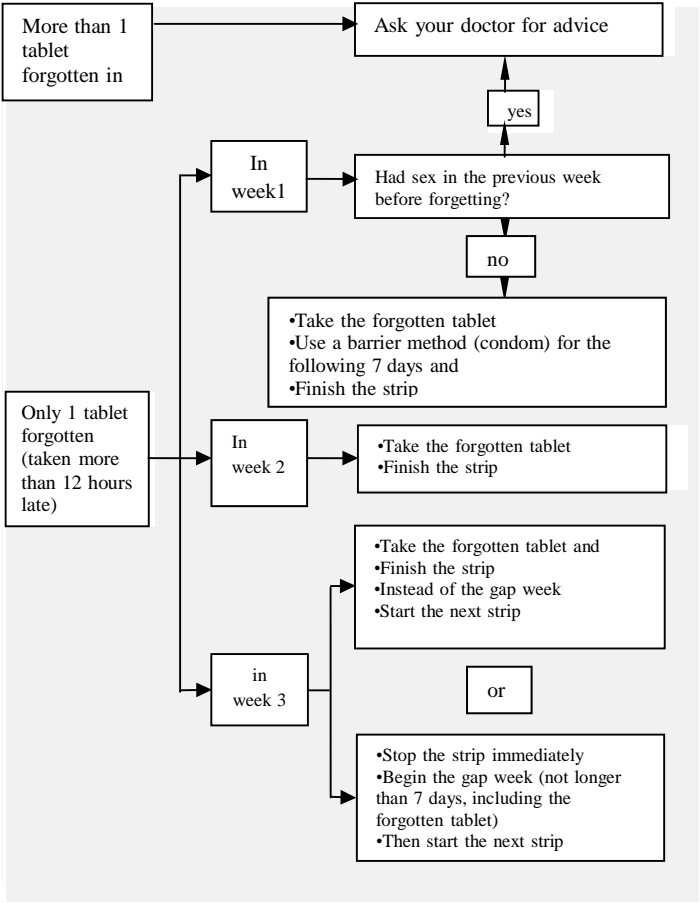 More than 1
tablet
forgotten in
Ask your doctor for advice
yes
In
week1
Had sex in the previous week
before forgetting?
no
•Take the forgotten tablet
•Use a barrier method (condom) for the
following 7 days and
•Finish the strip
Only 1 tablet
forgotten
(taken more
than 12 hours
late)
In
week 2
•Take the forgotten tablet
•Finish the strip
•Take the forgotten tablet and
•Finish the strip
•Instead of the gap week
•Start the next strip
in
week 3
or
•Stop the strip immediately
•Begin the gap week (not longer
than 7 days, including the
forgotten tablet)
•Then start the next strip